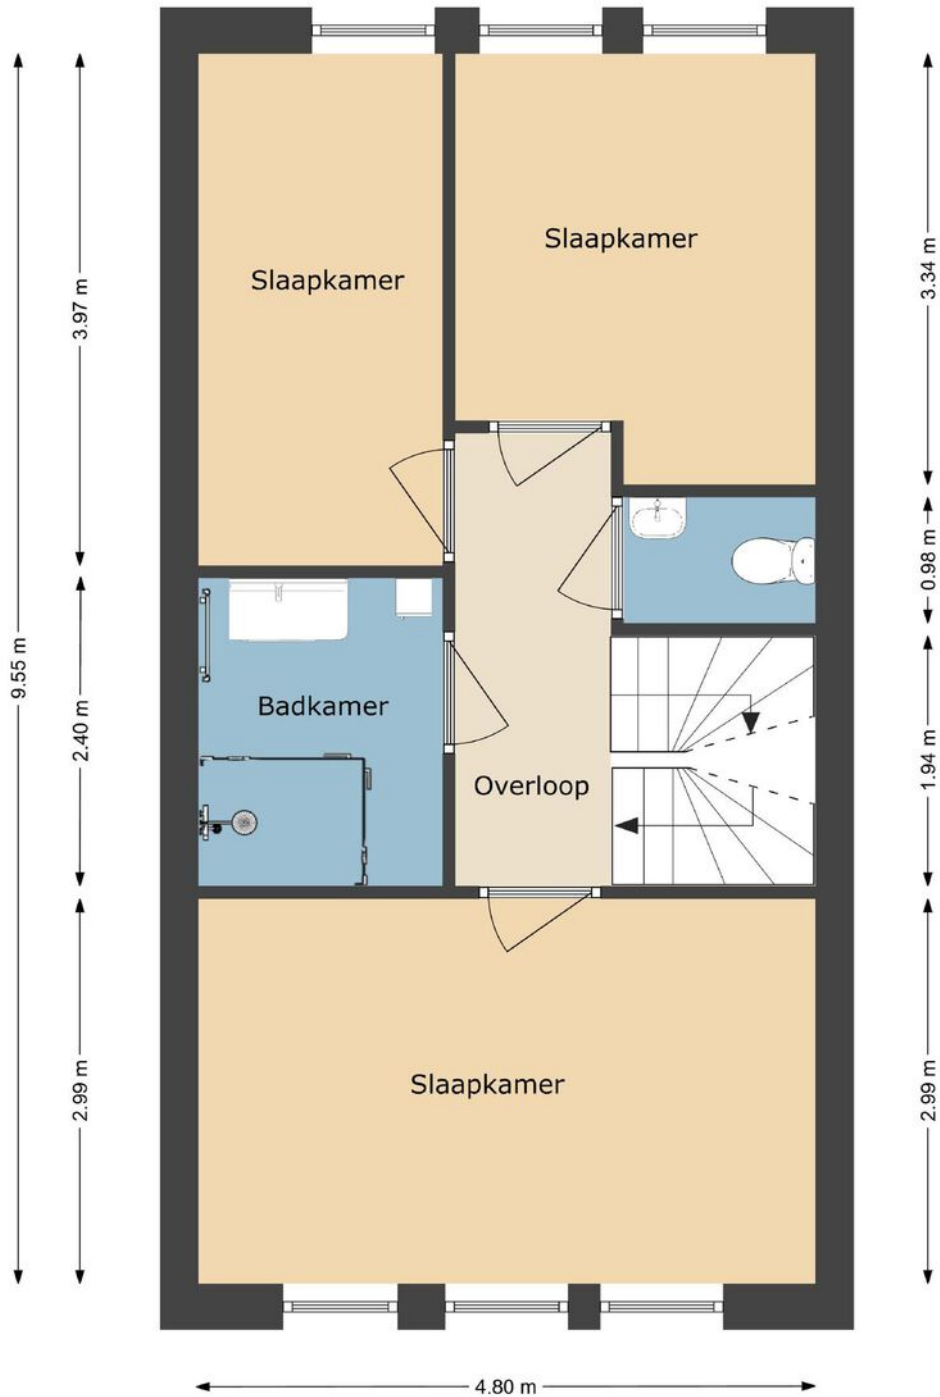 Slaapkamer
Slaapkamer
3.97 m
3.34 m
9.55 m
0.98 m
Badkamer
2.40 m
Overloop
1.94 m
Slaapkamer
2.99 m
2.99 m
4.80 m